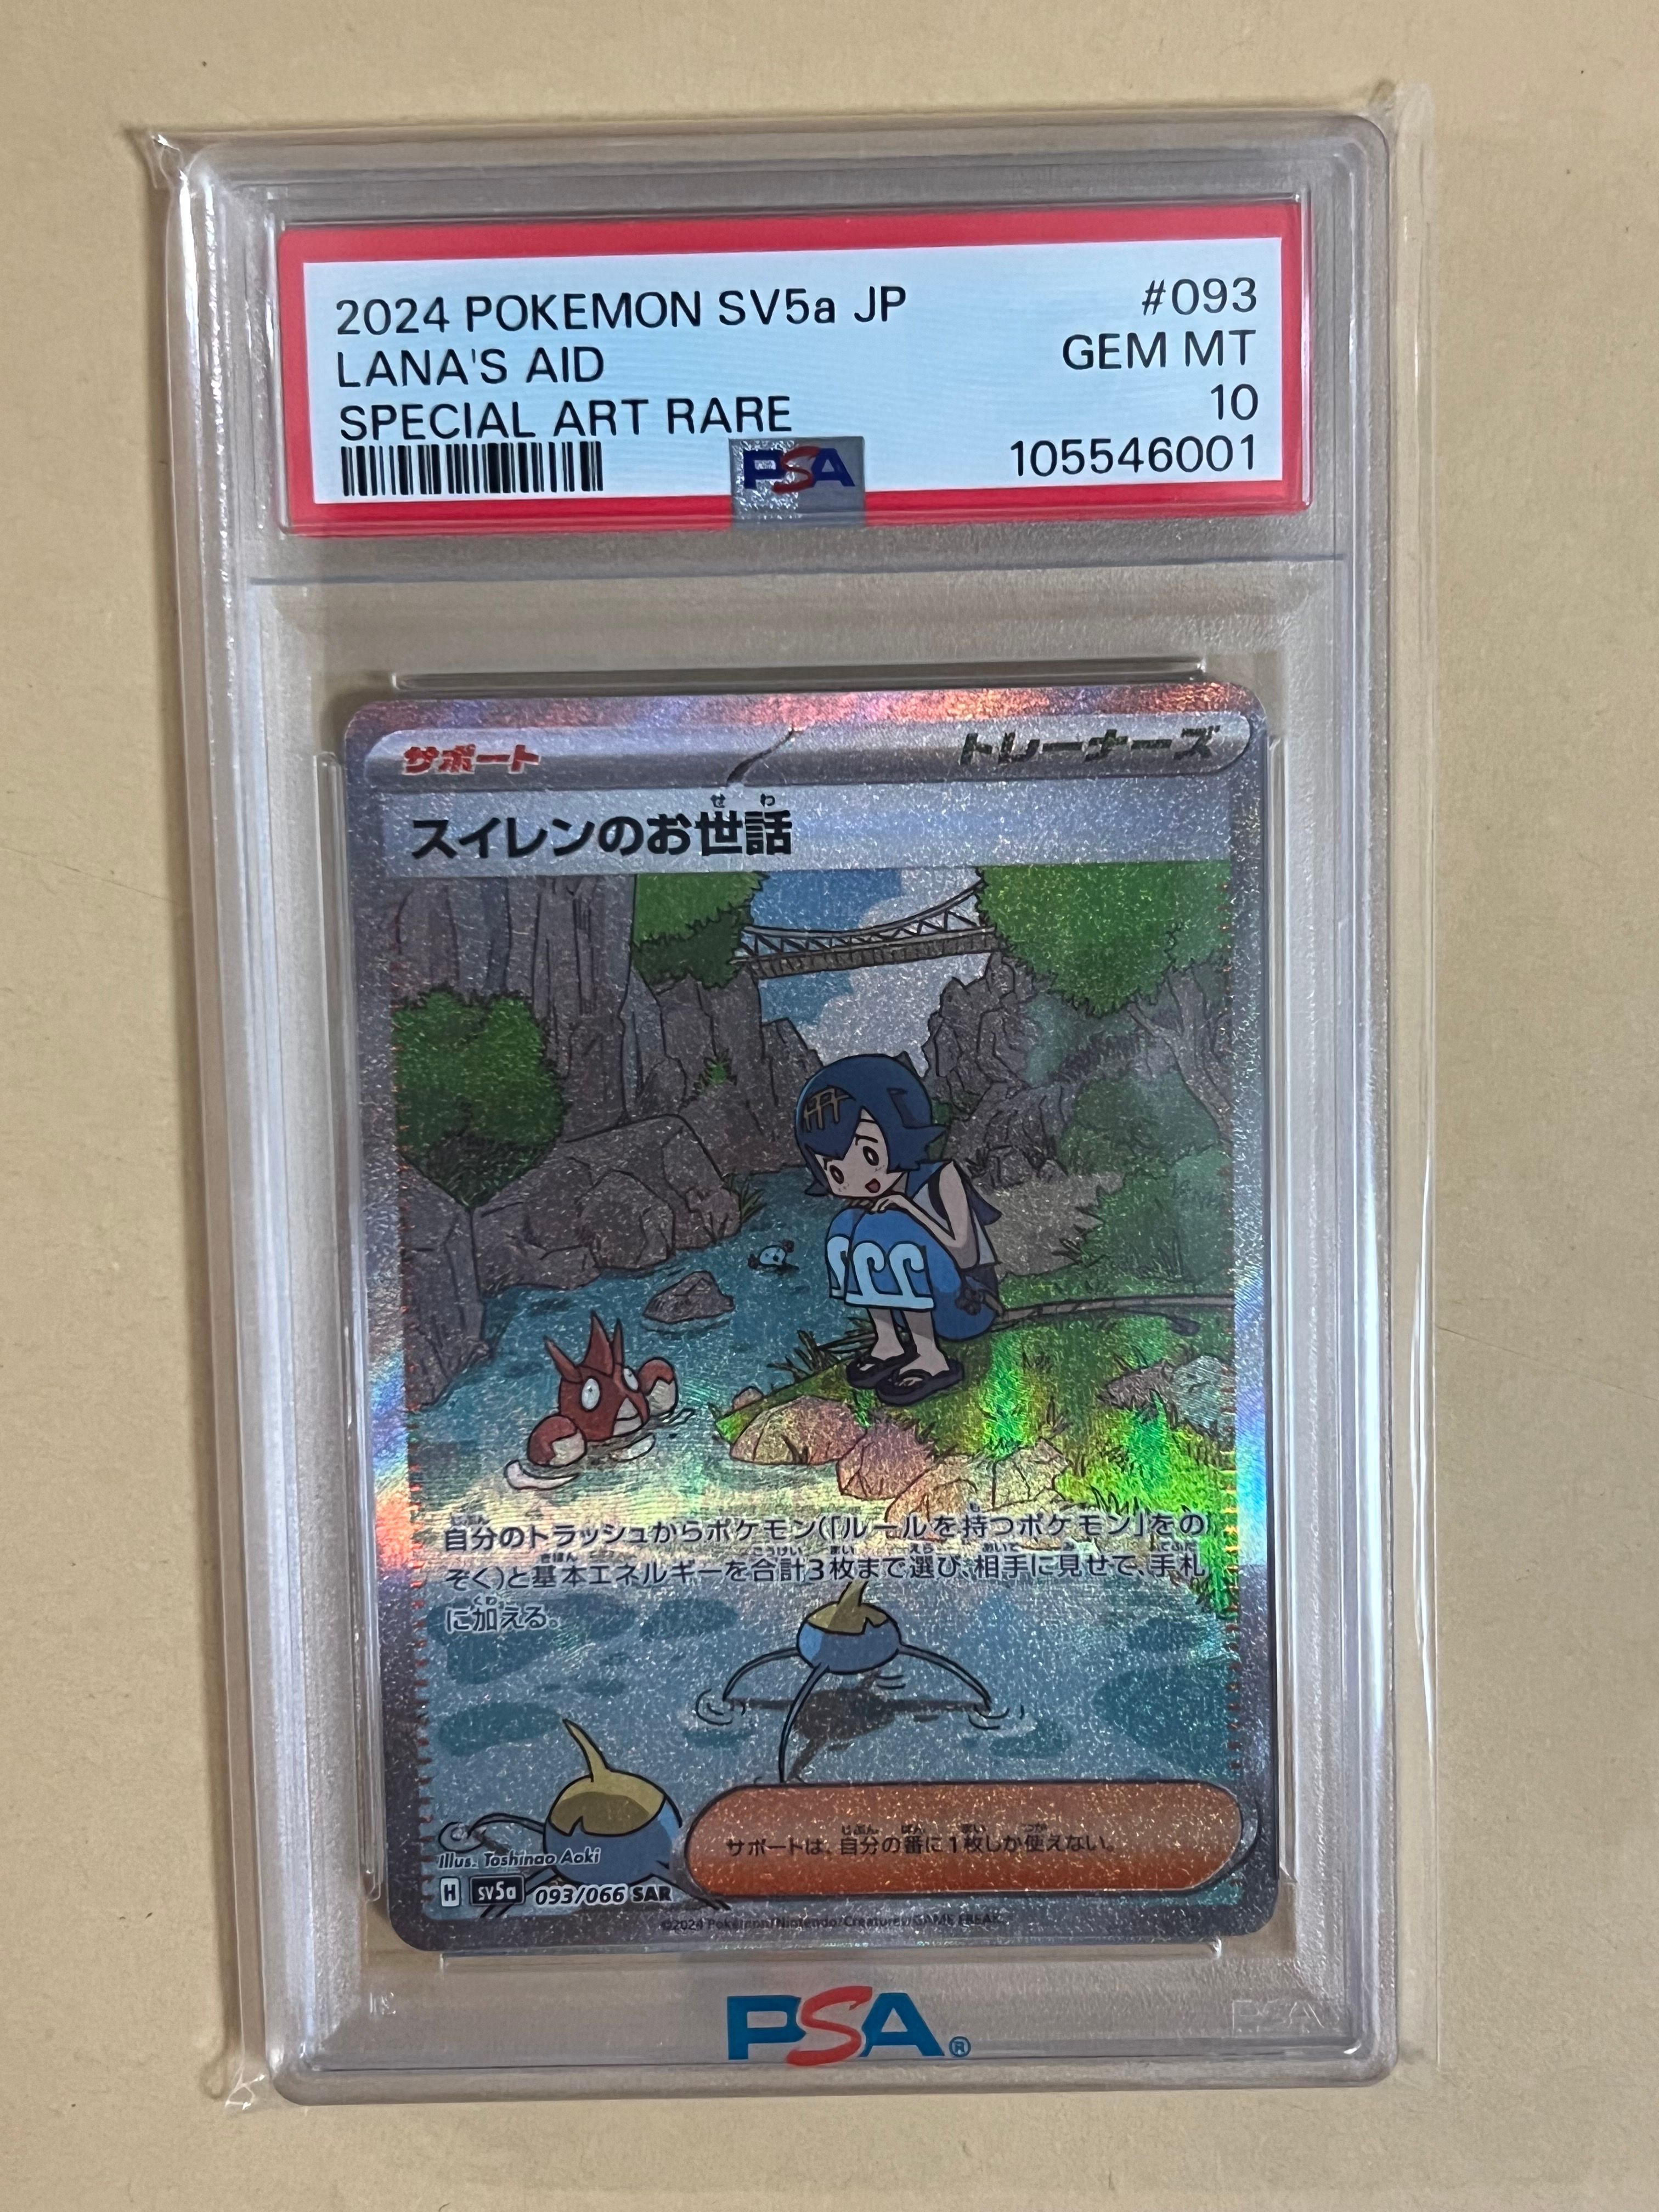 2024 POKEMON SV5a JP #093
LANA'S AID GEM MT
SPECIAL ART RARE 10
PSA 105546001
サポート トレーナーズ
スイレンのお世話
せ わ
自分のトラッシュからポケモン(「ルールを持つポケモン」をの
ぞく)と基本エネルギーを合計3枚まで選び、相手に見せて、手札
に加える。
サポートは、自分の番に1枚しか使えない。
Illus. Toshinao Aoki
H SV5a 093/066 SAR
©2024 Pokémon/Nintendo/Creatures/GAME FREAK.
PSA®
PSA